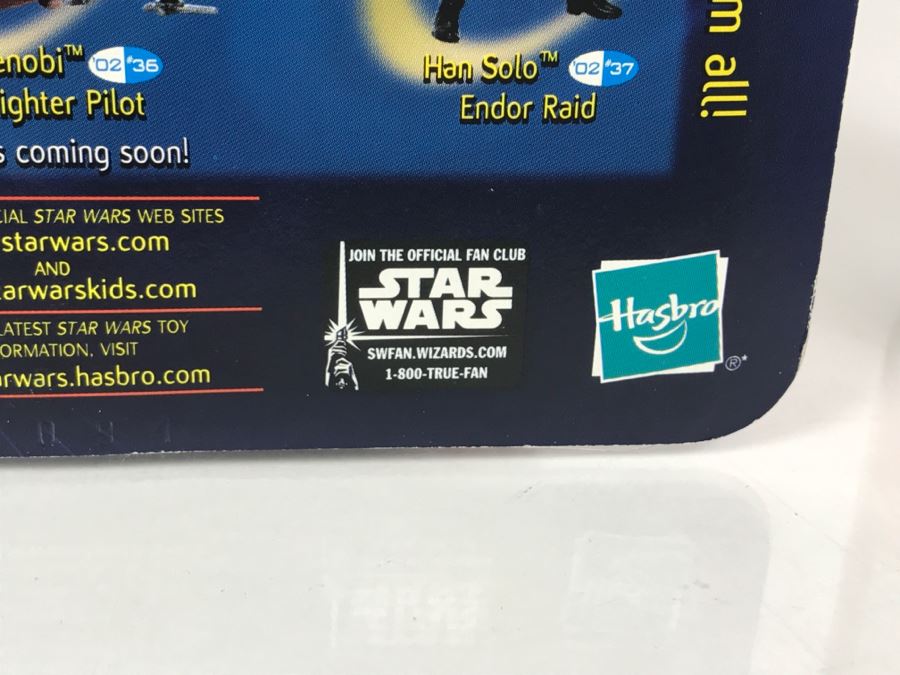 enobi™ '02 #36
ighter Pilot
Han Solo™ '02 #37
Endor Raid
m all!
s coming soon!
IAL STAR WARS WEB SITES
starwars.com
AND
arwarskids.com
LATEST STAR WARS TOY
ORMATION, VISIT
rwars.hasbro.com
JOIN THE OFFICIAL FAN CLUB
STAR
WARS
SWFAN.WIZARDS.COM
1-800-TRUE-FAN
Hasbro
®*